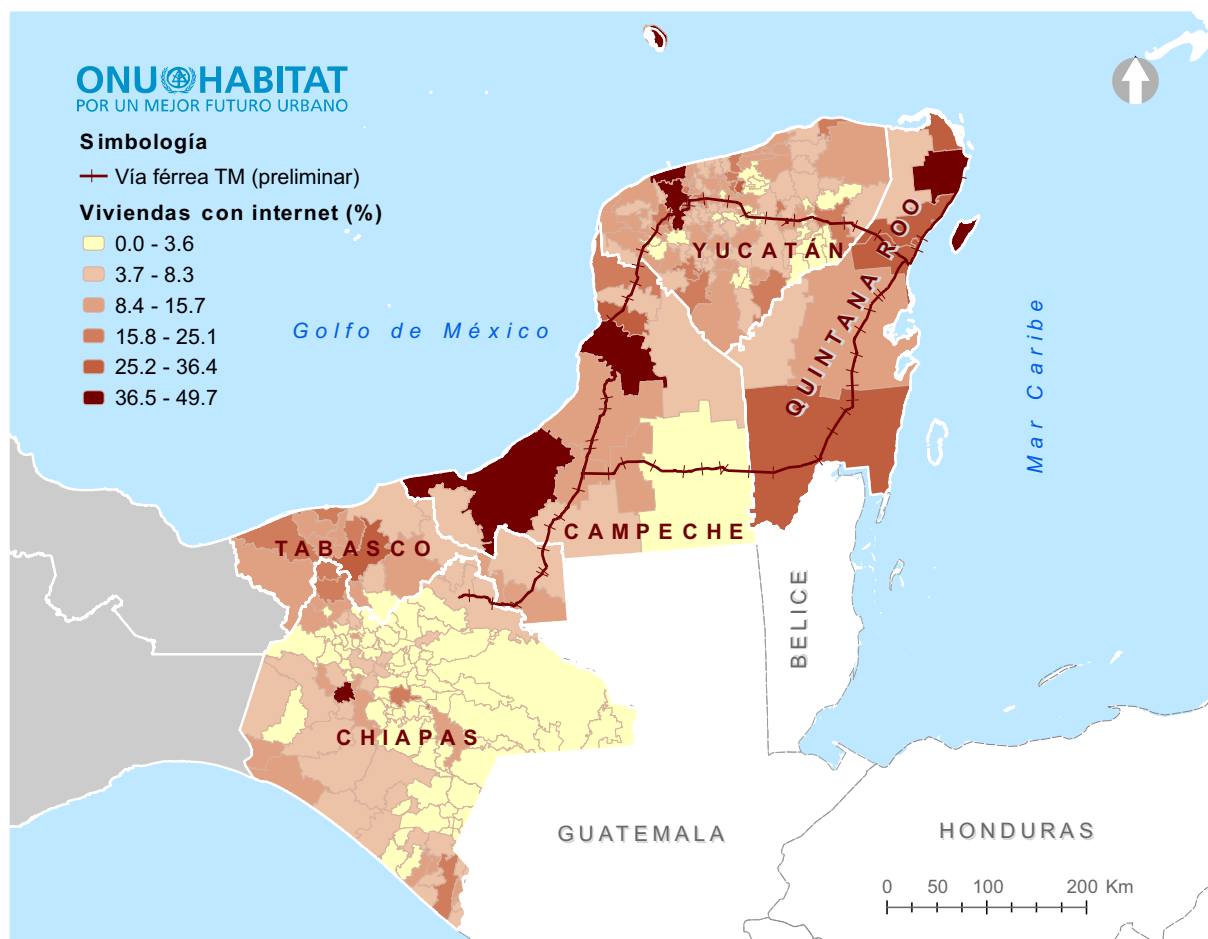 ONU HABITAT
POR UN MEJOR FUTURO URBANO
Simbología
Vía férrea TM (preliminar)
Viviendas con internet (%)
0.0 - 3.6
3.7 - 8.3
8.4 - 15.7
15.8 - 25.1
25.2 - 36.4
36.5 - 49.7
Golfo de México
Mar Caribe
YUCATÁN
QUINTANA ROO
CAMPECHE
TABASCO
CHIAPAS
BELICE
GUATEMALA
HONDURAS
0 50 100 200 Km